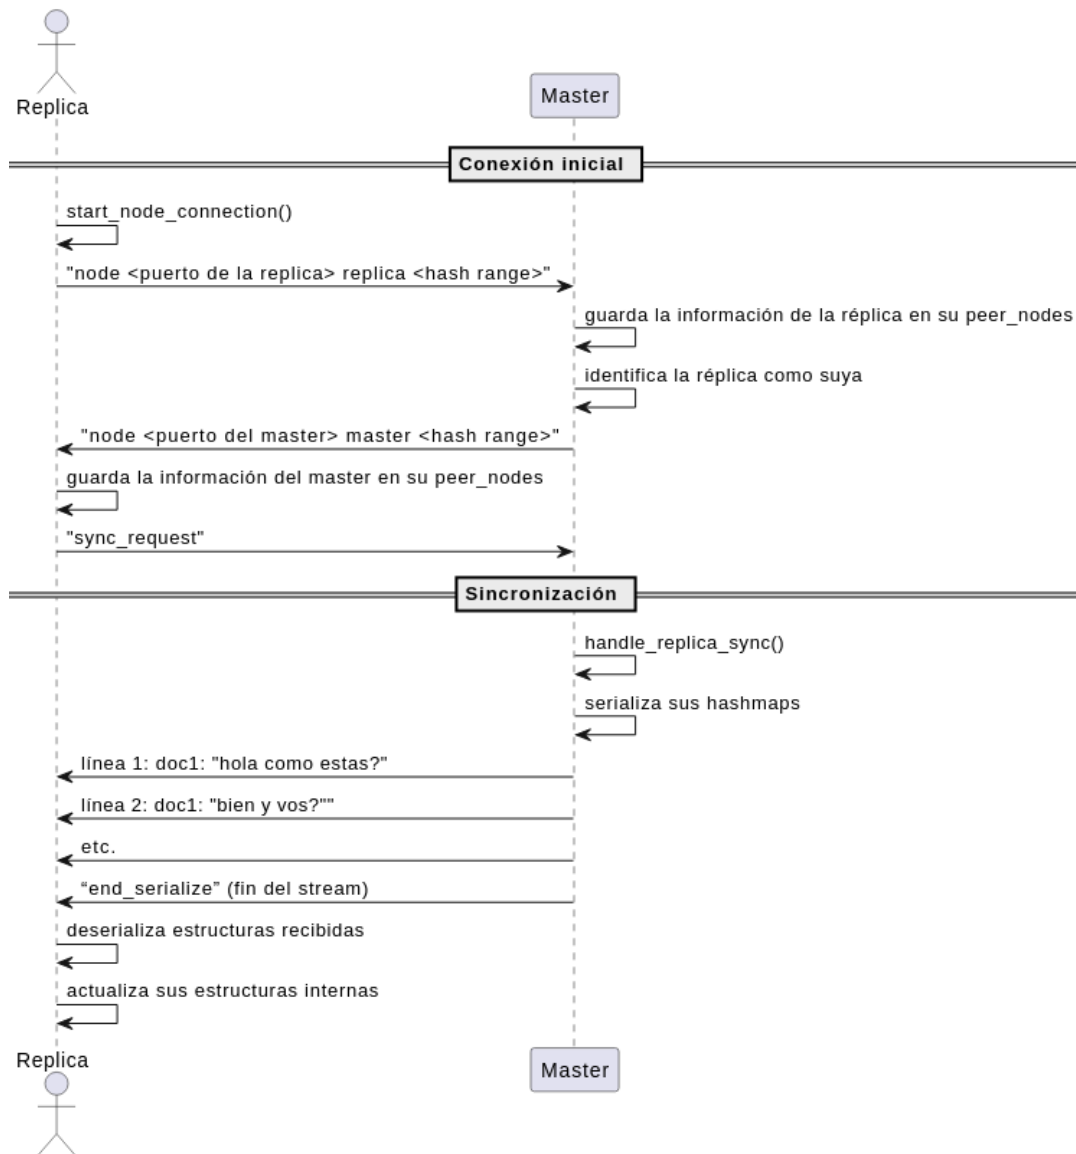 Replica
Master
Conexión inicial
start_node_connection()
"node <puerto de la replica> replica <hash range>"
guarda la información de la réplica en su peer_nodes
identifica la réplica como suya
"node <puerto del master> master <hash range>"
guarda la información del master en su peer_nodes
"sync_request"
Sincronización
handle_replica_sync()
serializa sus hashmaps
línea 1: doc1: "hola como estas?"
línea 2: doc1: "bien y vos?""
etc.
“end_serialize” (fin del stream)
deserializa estructuras recibidas
actualiza sus estructuras internas
Replica
Master